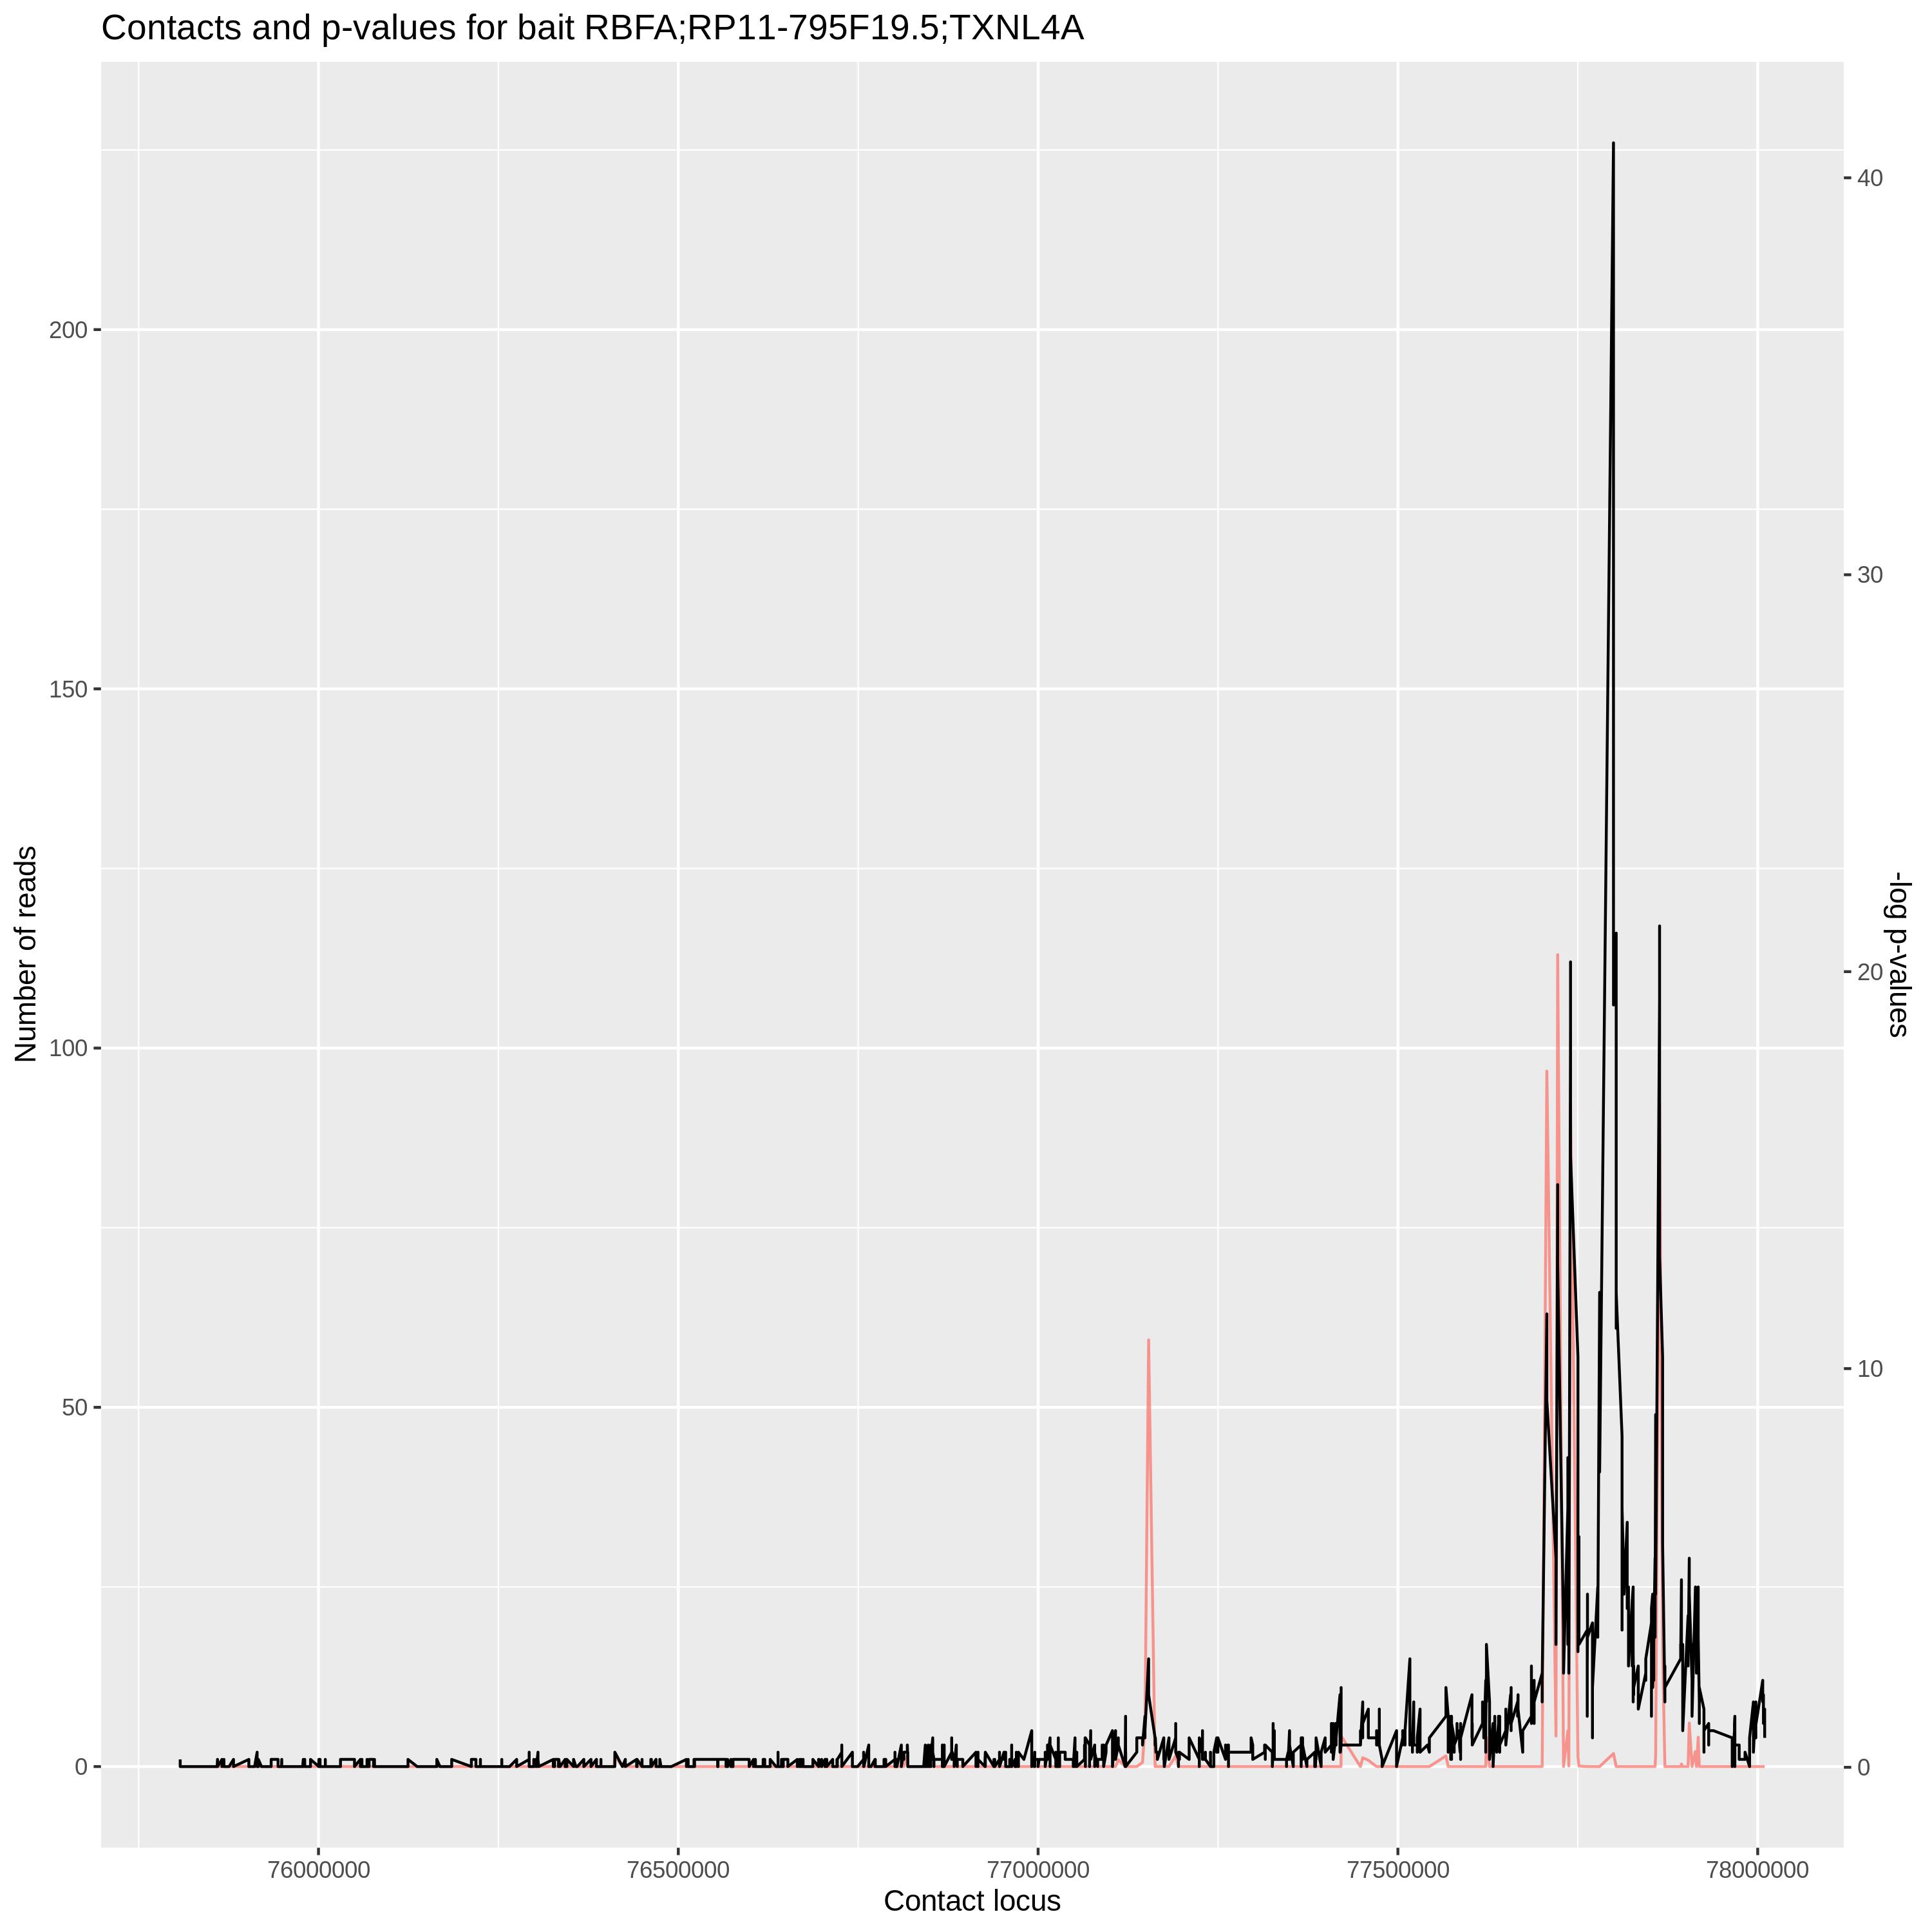 Contacts and p-values for bait RBFA;RP11-795F19.5;TXNL4A
Number of reads
200
150
100
50
0
40
30
20
10
0
-log p-values
76000000 76500000 77000000 77500000 78000000
Contact locus